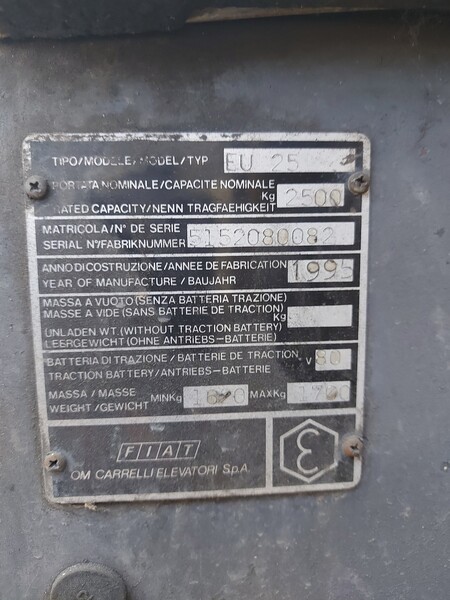 TIPO/MODELE/MODEL/TYP EU 25
PORTATA NOMINALE/CAPACITE NOMINALE
RATED CAPACITY/NENN TRAGFAEHIGKEIT Kg 2500
MATRICOLA/N° DE SERIE
SERIAL N°/FABRIKNUMMER 5152080082
ANNO DI COSTRUZIONE/ANNEE DE FABRICATION
YEAR OF MANUFACTURE/BAUJAHR 1995
MASSA A VUOTO (SENZA BATTERIA TRAZIONE)
MASSE A VIDE (SANS BATTERIE DE TRACTION) Kg
UNLADEN WT. (WITHOUT TRACTION BATTERY)
LEERGEWICHT (OHNE ANTRIEBS-BATTERIE)
BATTERIA DI TRAZIONE/BATTERIE DE TRACTION
TRACTION BATTERY/ANTRIEBS-BATTERIE V 80
MASSA/MASSE
WEIGHT/GEWICHT MINKg MAXKg
FIAT
OM CARRELLI ELEVATORI S.p.A.